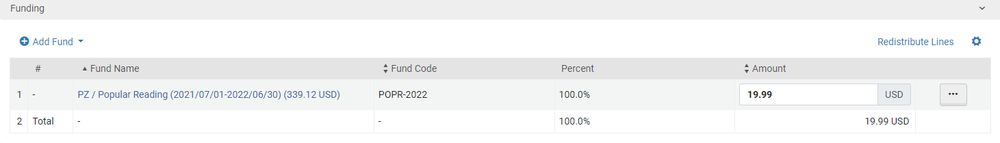 Funding
Add Fund Redistribute Lines
# Fund Name Fund Code Percent Amount
1 - PZ / Popular Reading (2021/07/01-2022/06/30) (339.12 USD) POPR-2022 100.0% 19.99 USD
2 Total - - 100.0% 19.99 USD